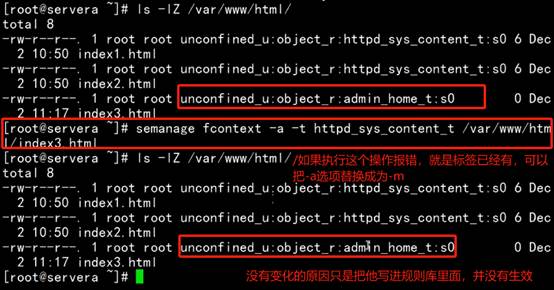 [root@servera ~]# ls -lZ /var/www/html/
total 8
-rw-r--r--. 1 root root unconfined_u:object_r:httpd_sys_content_t:s0 6 Dec
 2 10:50 index1.html
-rw-r--r--. 1 root root unconfined_u:object_r:httpd_sys_content_t:s0 6 Dec
 2 10:50 index2.html
-rw-r--r--. 1 root root unconfined_u:object_r:admin_home_t:s0 0 Dec
 2 11:17 index3.html
[root@servera ~]# semanage fcontext -a -t httpd_sys_content_t /var/www/htm
l/index3.html
[root@servera ~]# ls -lZ /var/www/html/
/如果执行这个操作报错，就是标签已经有，可以
把-a选项替换成为-m
total 8
-rw-r--r--. 1 root root unconfined_u:object_r:httpd_sys_content_t:s0 6 Dec
 2 10:50 index1.html
-rw-r--r--. 1 root root unconfined_u:object_r:httpd_sys_content_t:s0 6 Dec
 2 10:50 index2.html
-rw-r--r--. 1 root root unconfined_u:object_r:admin_home_t:s0 0 Dec
 2 11:17 index3.html
[root@servera ~]#
没有变化的原因只是把他写进规则库里面，并没有生效